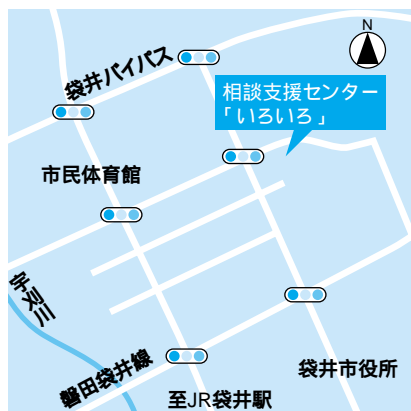 N
袋井バイパス
相談支援センター
「いろいろ」
市民体育館
宇刈川
磐田袋井線
袋井市役所
至JR袋井駅